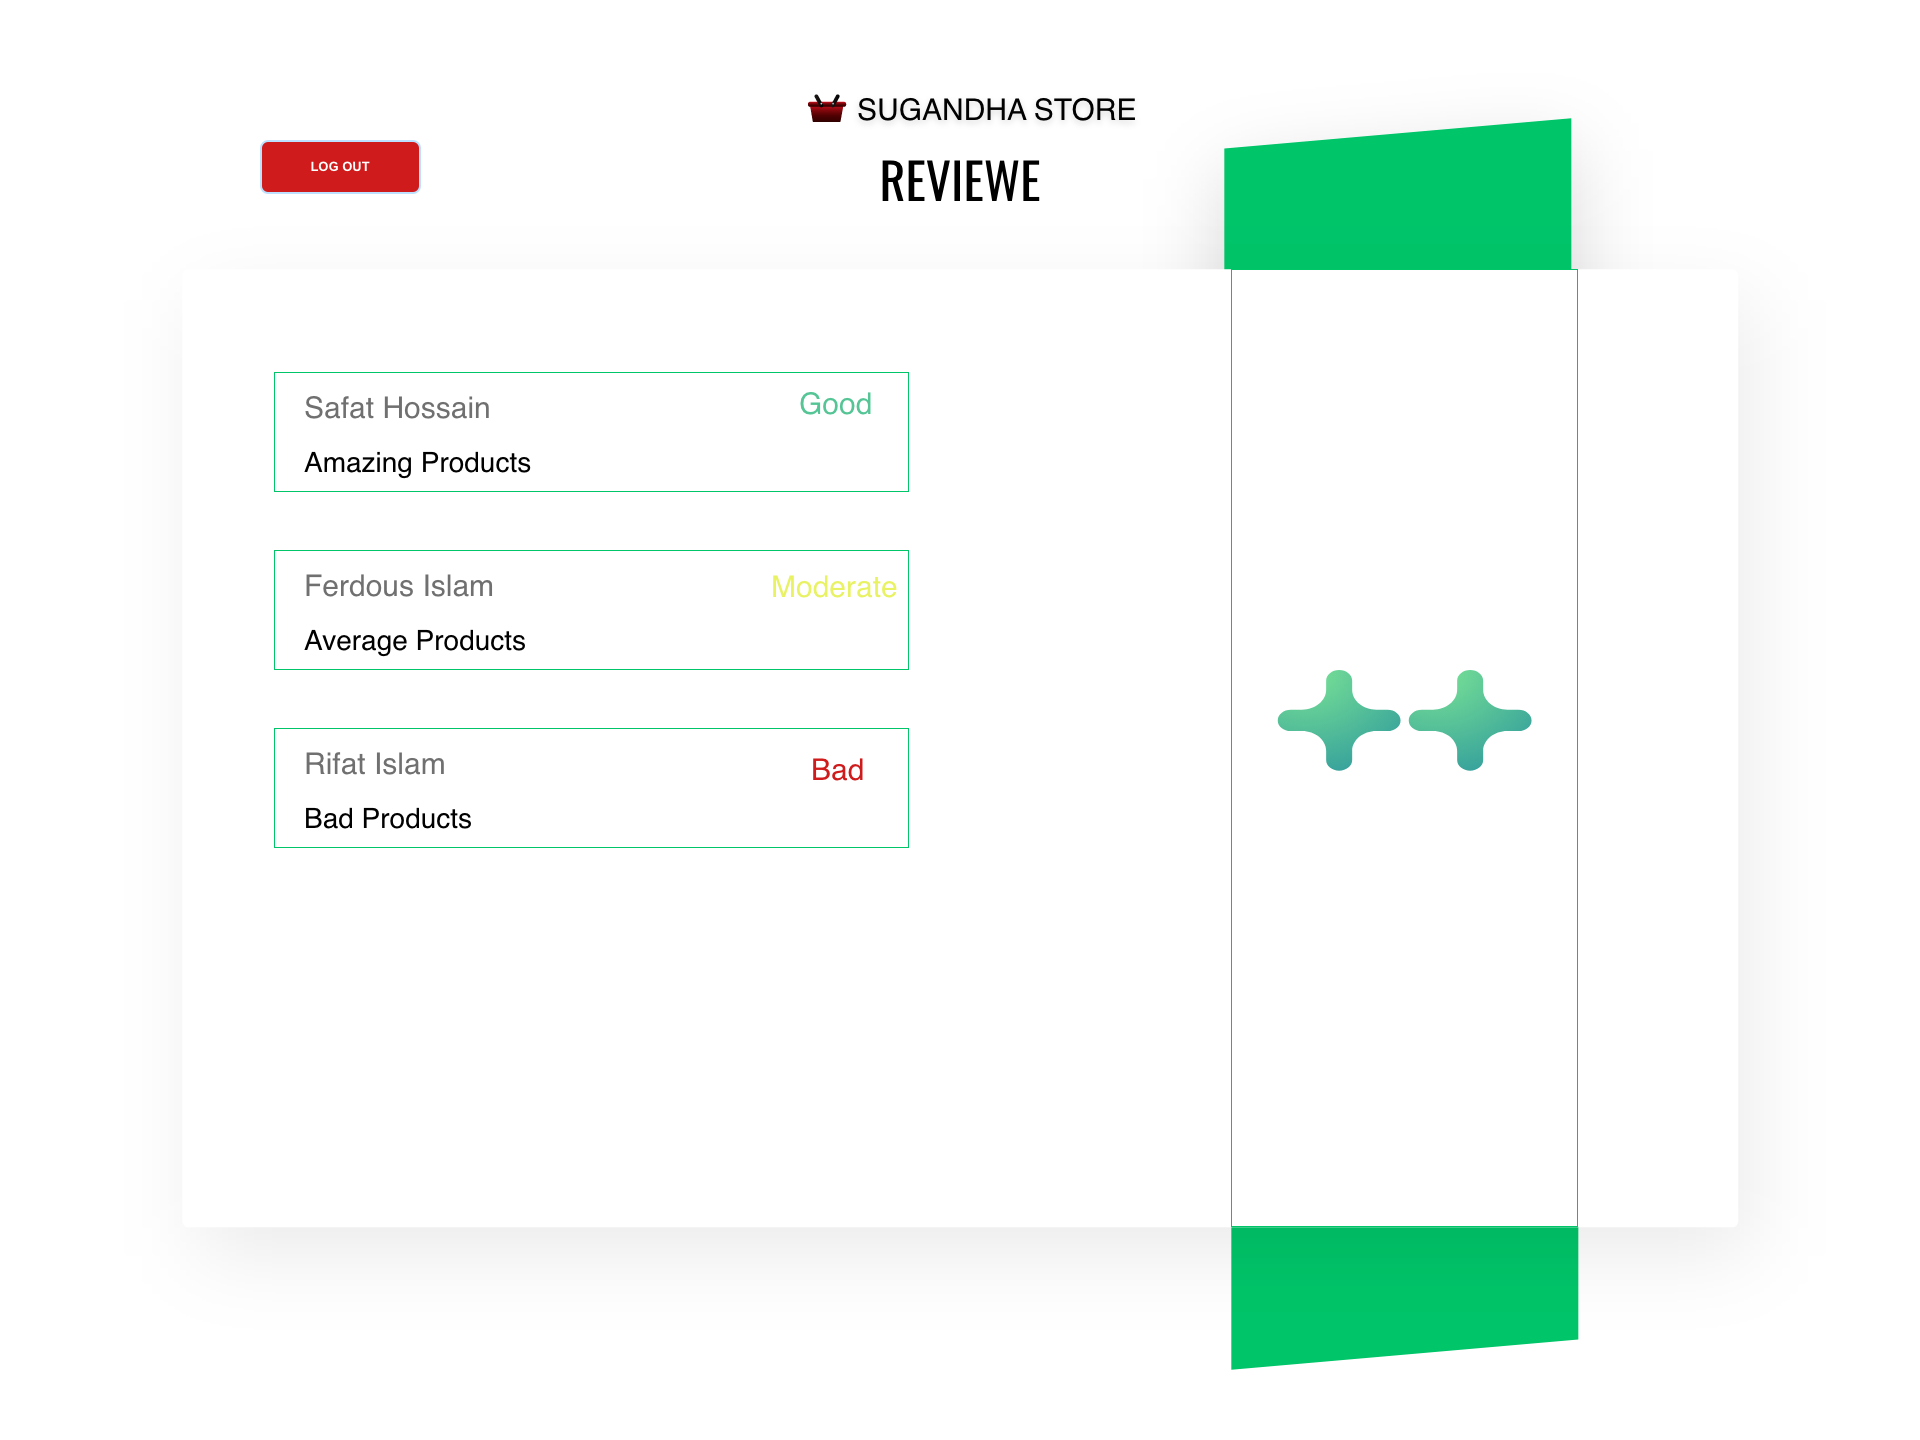 SUGANDHA STORE
LOG OUT
REVIEWE
Safat Hossain
Good
Amazing Products
Ferdous Islam
Moderate
Average Products
Rifat Islam
Bad
Bad Products